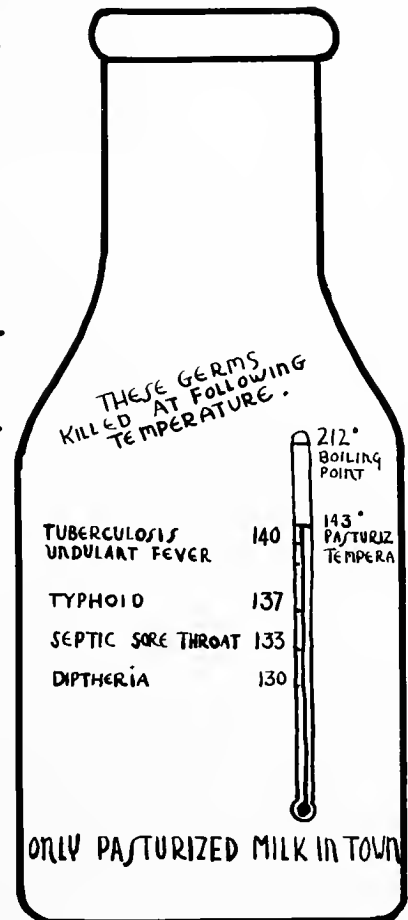 THESE GERMS
KILLED AT FOLLOWING
TEMPERATURE.
212°
BOILING
POINT
143°
PASTURIZ
TEMPERA
TUBERCULOSIS 140
UNDULANT FEVER
TYPHOID 137
SEPTIC SORE THROAT 133
DIPTHERIA 130
ONLY PASTURIZED MILK IN TOWN